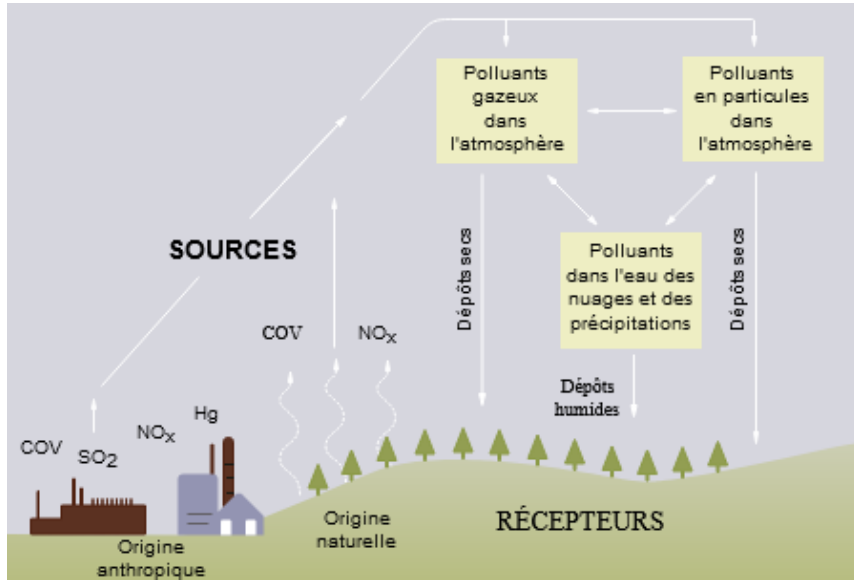 Polluants
gazeux
dans
l'atmosphère
Polluants
en particules
dans
l'atmosphère
SOURCES
Dépôts secs
Polluants
dans l'eau des
nuages et des
précipitations
Dépôts secs
COV
NOx
Dépôts
humides
COV
SO2
NOx
Hg
Origine
anthropique
Origine
naturelle
RÉCEPTEURS